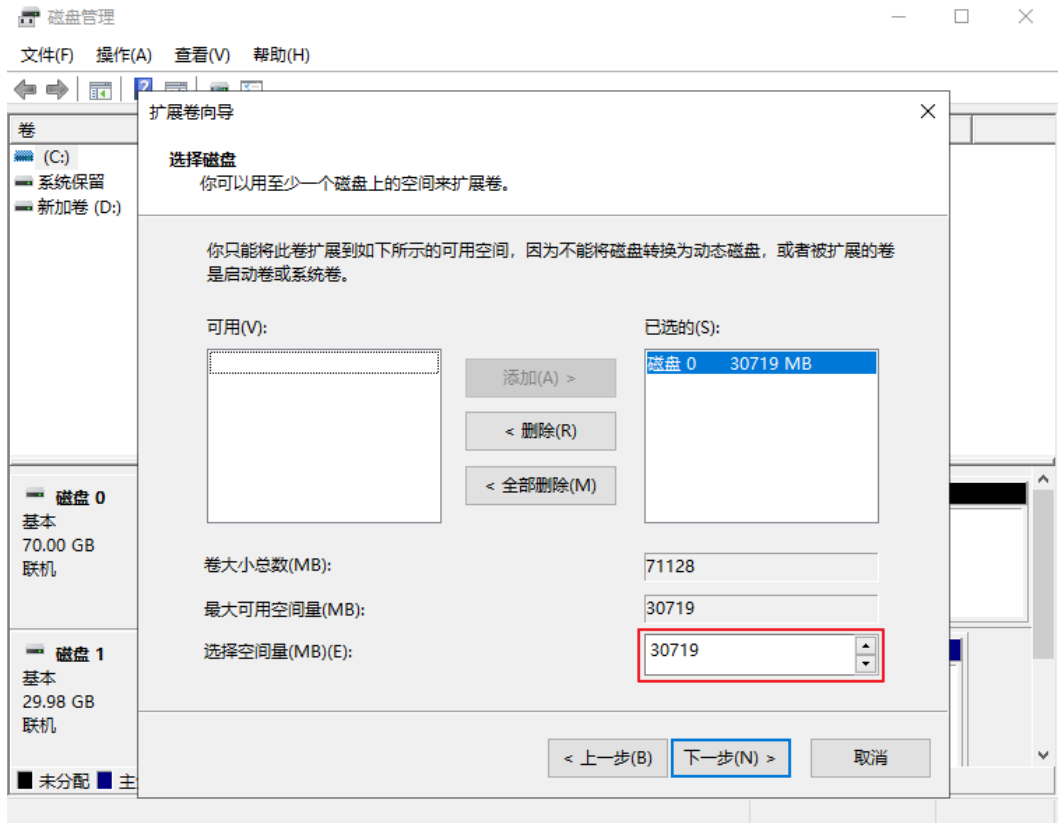 磁盘管理
文件(F) 操作(A) 查看(V) 帮助(H)
扩展卷向导
卷
(C:)
系统保留
新加卷 (D:)
选择磁盘
你可以用至少一个磁盘上的空间来扩展卷。
你只能将此卷扩展到如下所示的可用空间，因为不能将磁盘转换为动态磁盘，或者被扩展的卷
是启动卷或系统卷。
可用(V):
已选的(S):
磁盘 0 30719 MB
添加(A) >
< 删除(R)
< 全部删除(M)
卷大小总数(MB):
71128
最大可用空间量(MB):
30719
选择空间量(MB)(E):
30719
< 上一步(B) 下一步(N) > 取消
磁盘 0
基本
70.00 GB
联机
磁盘 1
基本
29.98 GB
联机
未分配 主